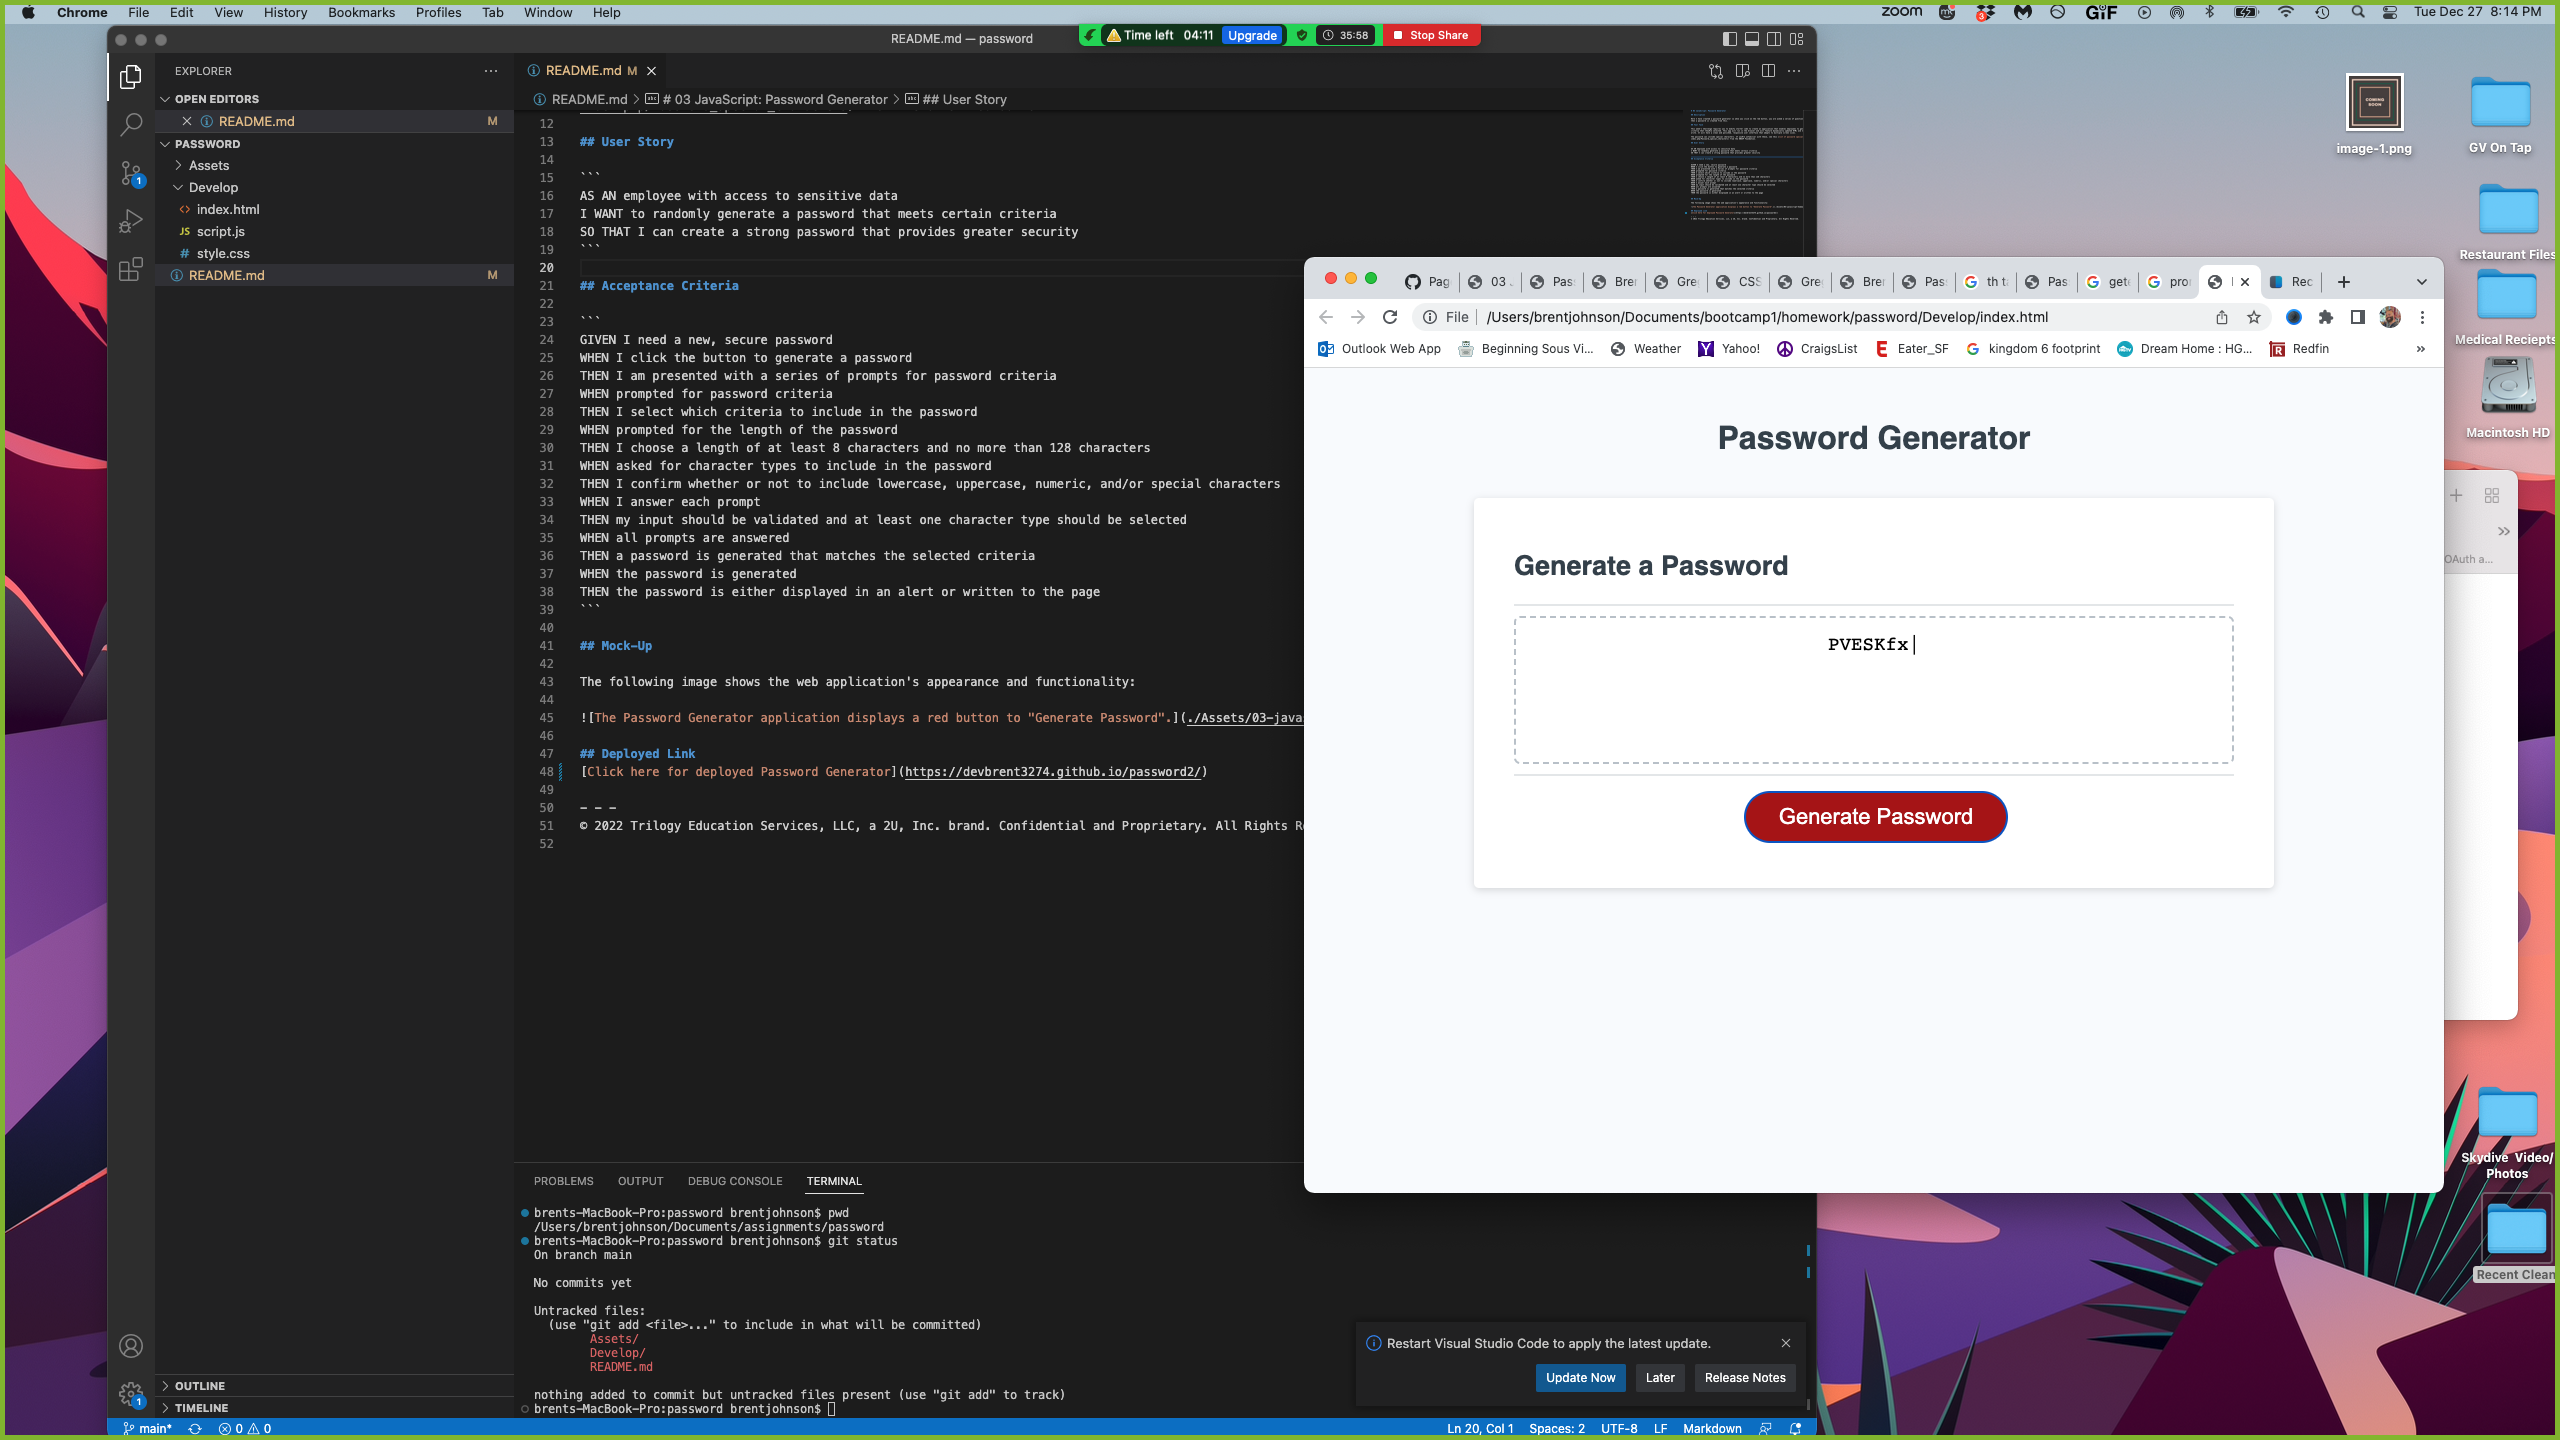 Chrome File Edit View History Bookmarks Profiles Tab Window Help
zoom GIF Tue Dec 27 8:14 PM
Time left 04:11 Upgrade 35:58 Stop Share
README.md — password
EXPLORER
OPEN EDITORS
README.md M
PASSWORD
Assets
Develop
index.html
JS script.js
# style.css
README.md M
OUTLINE
TIMELINE
README.md M
README.md > # 03 JavaScript: Password Generator > ## User Story
12
13 ## User Story
14
15 ```
16 AS AN employee with access to sensitive data
17 I WANT to randomly generate a password that meets certain criteria
18 SO THAT I can create a strong password that provides greater security
19 ```
20
21 ## Acceptance Criteria
22
23 ```
24 GIVEN I need a new, secure password
25 WHEN I click the button to generate a password
26 THEN I am presented with a series of prompts for password criteria
27 WHEN prompted for password criteria
28 THEN I select which criteria to include in the password
29 WHEN prompted for the length of the password
30 THEN I choose a length of at least 8 characters and no more than 128 characters
31 WHEN asked for character types to include in the password
32 THEN I confirm whether or not to include lowercase, uppercase, numeric, and/or special characters
33 WHEN I answer each prompt
34 THEN my input should be validated and at least one character type should be selected
35 WHEN all prompts are answered
36 THEN a password is generated that matches the selected criteria
37 WHEN the password is generated
38 THEN the password is either displayed in an alert or written to the page
39 ```
40
41 ## Mock-Up
42
43 The following image shows the web application's appearance and functionality:
44
45 ![The Password Generator application displays a red button to "Generate Password".](./Assets/03-javas
46
47 ## Deployed Link
48 [Click here for deployed Password Generator](https://devbrent3274.github.io/password2/)
49
50 - - -
51 © 2022 Trilogy Education Services, LLC, a 2U, Inc. brand. Confidential and Proprietary. All Rights R
52
PROBLEMS OUTPUT DEBUG CONSOLE TERMINAL
brents-MacBook-Pro:password brentjohnson$ pwd
/Users/brentjohnson/Documents/assignments/password
brents-MacBook-Pro:password brentjohnson$ git status
On branch main
No commits yet
Untracked files:
(use "git add <file>..." to include in what will be committed)
Assets/
Develop/
README.md
nothing added to commit but untracked files present (use "git add" to track)
brents-MacBook-Pro:password brentjohnson$
Restart Visual Studio Code to apply the latest update.
Update Now Later Release Notes
main* 0 0 Ln 20, Col 1 Spaces: 2 UTF-8 LF Markdown
Pag 03 Pas Bren Gre CSS Gre Bren Pas th t Pas get pro Rec
File /Users/brentjohnson/Documents/bootcamp1/homework/password/Develop/index.html
Outlook Web App Beginning Sous Vi... Weather Yahoo! CraigsList Eater_SF kingdom 6 footprint Dream Home : HG... Redfin
Password Generator
Generate a Password
PVESKfx
Generate Password
image-1.png
GV On Tap
Restaurant Files
Medical Reciepts
Macintosh HD
OAuth a...
Skydive Video/
Photos
Recent Clean